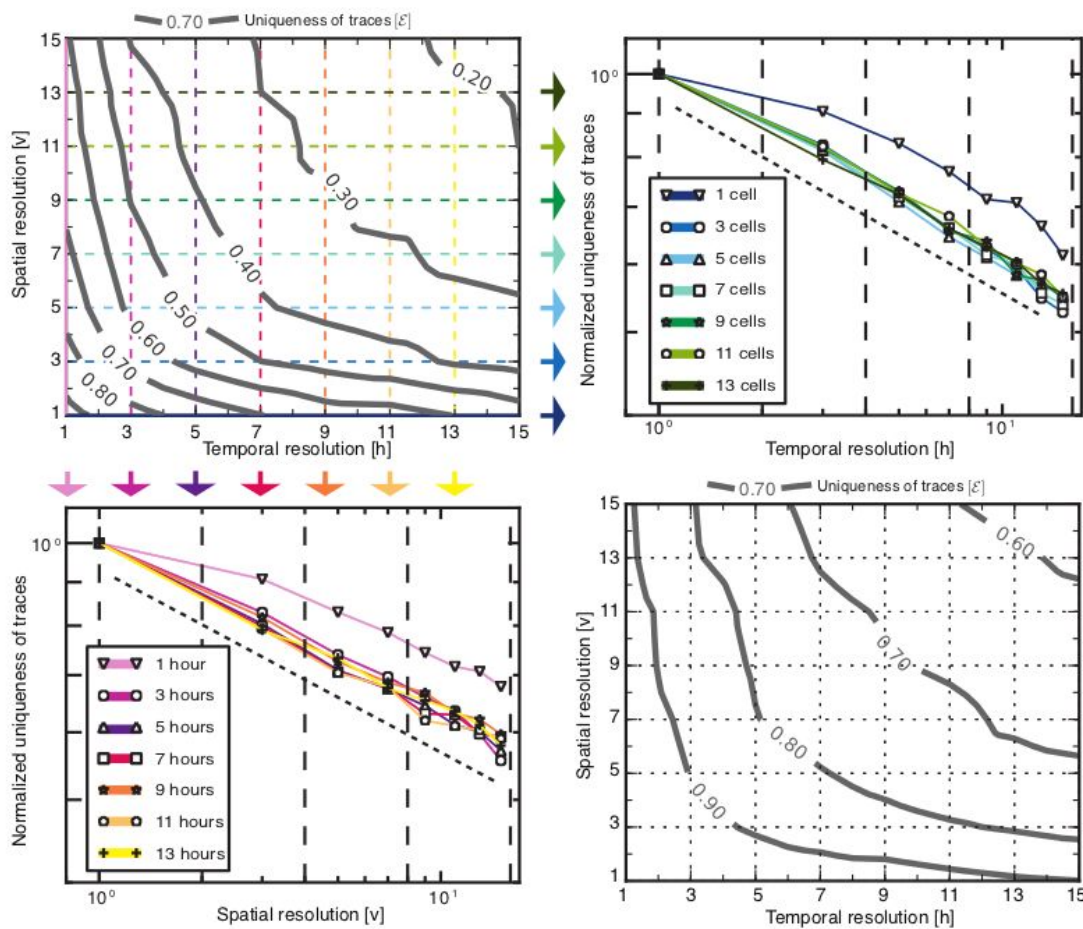 0.70 Uniqueness of traces [ℰ]
15
13
11
9
7
5
3
1
Spatial resolution [v]
0.20
0.30
0.40
0.50
0.60
0.70
0.80
1 3 5 7 9 11 13 15
Temporal resolution [h]
10⁰
Normalized uniqueness of traces
1 cell
3 cells
5 cells
7 cells
9 cells
11 cells
13 cells
10⁰ 10¹
Temporal resolution [h]
10⁰
Normalized uniqueness of traces
1 hour
3 hours
5 hours
7 hours
9 hours
11 hours
13 hours
10⁰ 10¹
Spatial resolution [v]
0.70 Uniqueness of traces [ℰ]
15
13
11
9
7
5
3
1
Spatial resolution [v]
0.60
0.70
0.80
0.90
1 3 5 7 9 11 13 15
Temporal resolution [h]